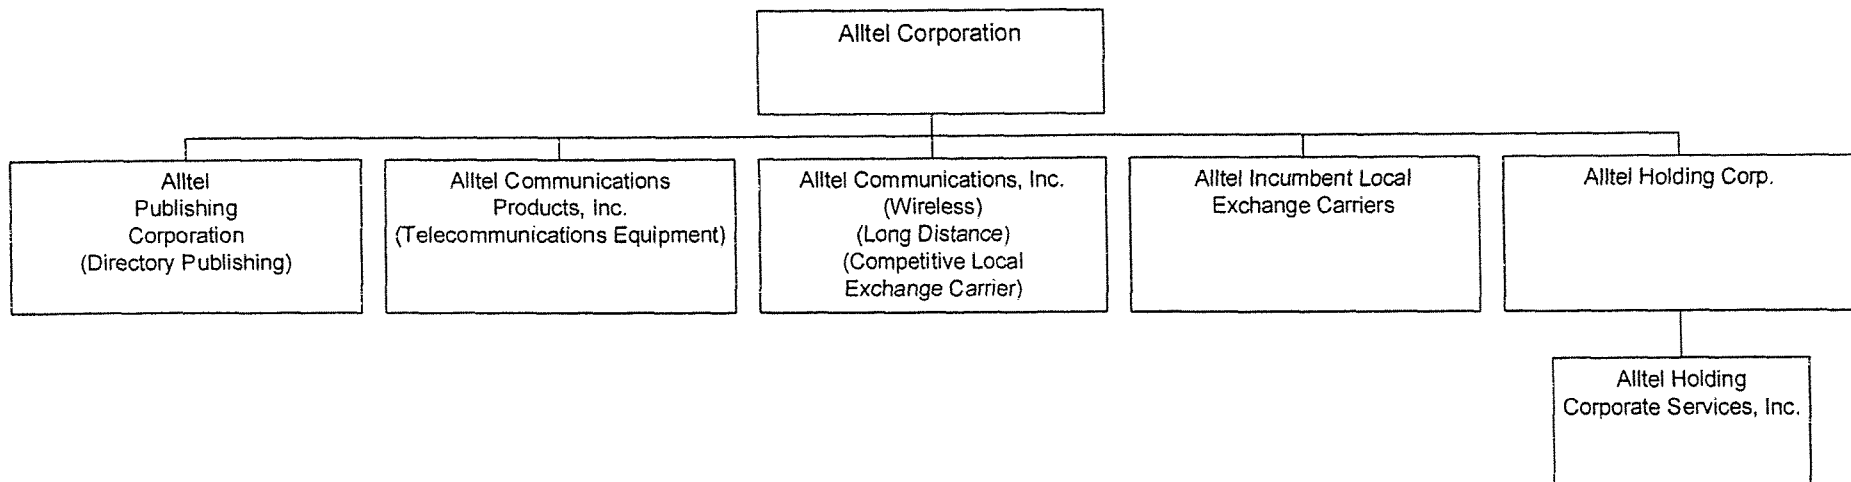 Alltel Corporation
Alltel
Publishing
Corporation
(Directory Publishing)
Alltel Communications
Products, Inc.
(Telecommunications Equipment)
Alltel Communications, Inc.
(Wireless)
(Long Distance)
(Competitive Local
Exchange Carrier)
Alltel Incumbent Local
Exchange Carriers
Alltel Holding Corp.
Alltel Holding
Corporate Services, Inc.